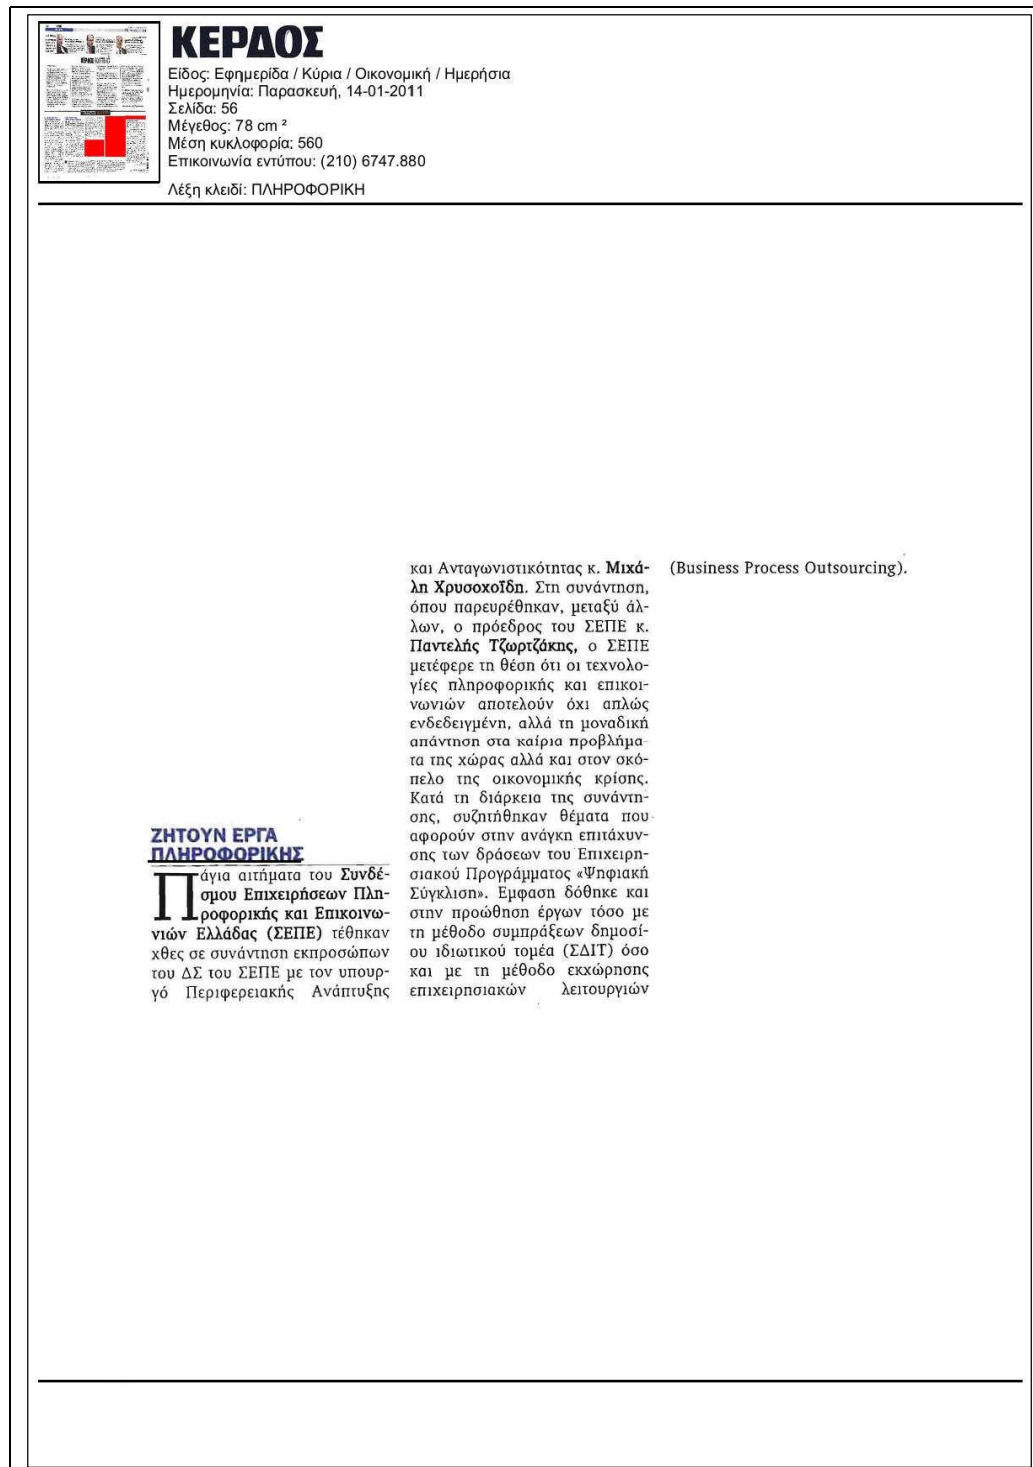 ΚΕΡΔΟΣ
Είδος: Εφημερίδα / Κύρια / Οικονομική / Ημερήσια
Ημερομηνία: Παρασκευή, 14-01-2011
Σελίδα: 56
Μέγεθος: 78 cm ²
Μέση κυκλοφορία: 560
Επικοινωνία εντύπου: (210) 6747.880
Λέξη κλειδί: ΠΛΗΡΟΦΟΡΙΚΗ
ΖΗΤΟΥΝ ΕΡΓΑ
ΠΛΗΡΟΦΟΡΙΚΗΣ
Πάγια αιτήματα του Συνδέ-
σμου Επιχειρήσεων Πλη-
ροφορικής και Επικοινω-
νιών Ελλάδας (ΣΕΠΕ) τέθηκαν
χθες σε συνάντηση εκπροσώπων
του ΔΣ του ΣΕΠΕ με τον υπουρ-
γό Περιφερειακής Ανάπτυξης
και Ανταγωνιστικότητας κ. Μιχά-
λη Χρυσοχοΐδη. Στη συνάντηση,
όπου παρευρέθηκαν, μεταξύ άλ-
λων, ο πρόεδρος του ΣΕΠΕ κ.
Παντελής Τζωρτζάκης, ο ΣΕΠΕ
μετέφερε τη θέση ότι οι τεχνολο-
γίες πληροφορικής και επικοι-
νωνιών αποτελούν όχι απλώς
ενδεδειγμένη, αλλά τη μοναδική
απάντηση στα καίρια προβλήμα-
τα της χώρας αλλά και στον σκό-
πελο της οικονομικής κρίσης.
Κατά τη διάρκεια της συνάντη-
σης, συζητήθηκαν θέματα που
αφορούν στην ανάγκη επιτάχυν-
σης των δράσεων του Επιχειρη-
σιακού Προγράμματος «Ψηφιακή
Σύγκλιση». Εμφαση δόθηκε και
στην προώθηση έργων τόσο με
τη μέθοδο συμπράξεων δημοσί-
ου ιδιωτικού τομέα (ΣΔΙΤ) όσο
και με τη μέθοδο εκχώρησης
επιχειρησιακών λειτουργιών
(Business Process Outsourcing).